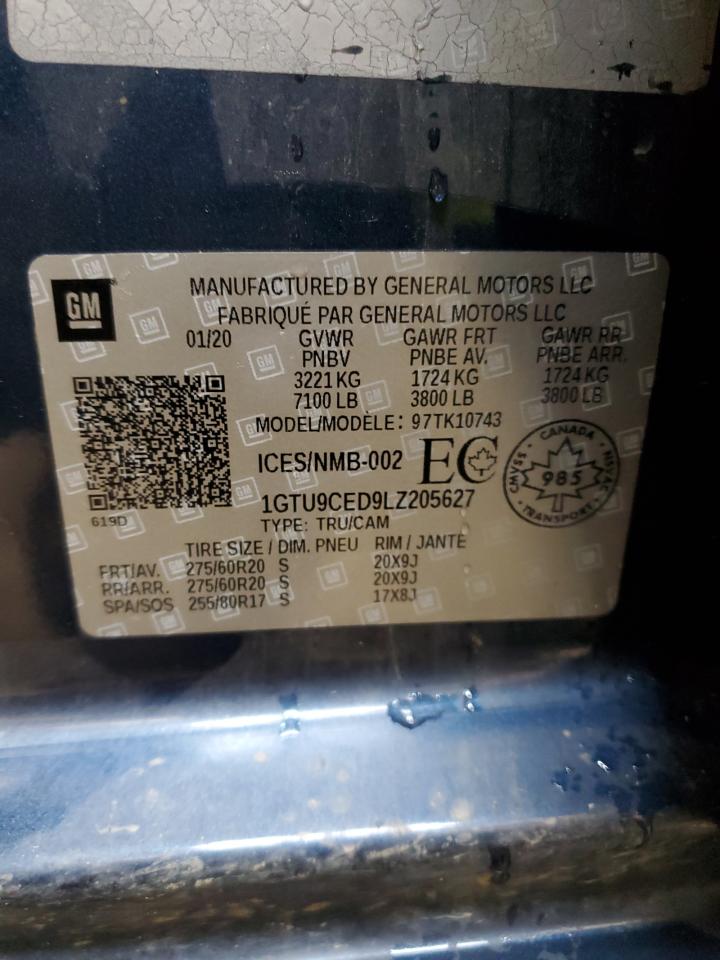 GM
MANUFACTURED BY GENERAL MOTORS LLC
FABRIQUÉ PAR GENERAL MOTORS LLC
01/20 GVWR GAWR FRT GAWR RR
PNBV PNBE AV. PNBE ARR.
3221 KG 1724 KG 1724 KG
7100 LB 3800 LB 3800 LB
MODEL/MODÈLE: 97TK10743
ICES/NMB-002 EC
CANADA
CMVSS 985 NSVAC
TRANSPORT
1GTU9CED9LZ205627
619D
TYPE: TRU/CAM
TIRE SIZE / DIM. PNEU RIM / JANTE
FRT/AV. 275/60R20 S 20X9J
RR/ARR. 275/60R20 S 20X9J
SPA/SOS 255/80R17 S 17X8J